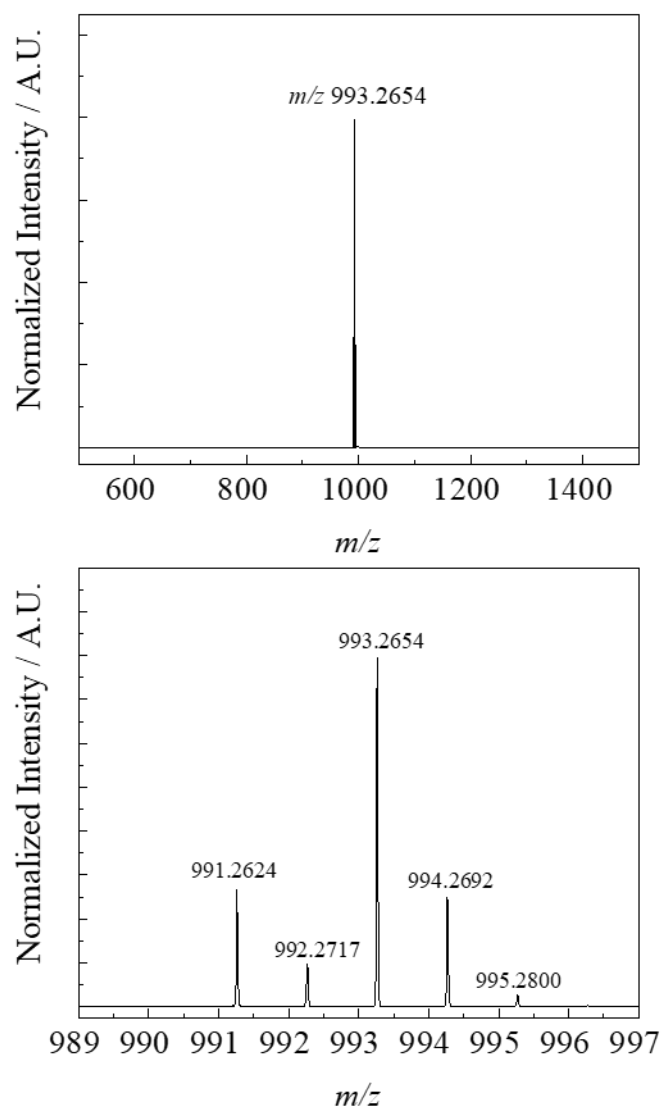 Normalized Intensity / A.U.
m/z 993.2654
600 800 1000 1200 1400
m/z
Normalized Intensity / A.U.
993.2654
991.2624
994.2692
992.2717
995.2800
989 990 991 992 993 994 995 996 997
m/z